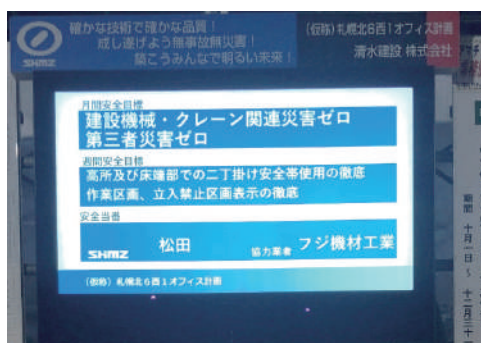 確かな技術で確かな品質！
成し遂げよう無事故無災害！
築こうみんなで明るい未来！
(仮称)札幌北6西1オフィス計画
清水建設 株式会社
SHMZ
月間安全目標
建設機械・クレーン関連災害ゼロ
第三者災害ゼロ
週間安全目標
高所及び床端部での二丁掛け安全帯使用の徹底
作業区画、立入禁止区画表示の徹底
安全当番
SHMZ 松田 協力業者 フジ機材工業
(仮称) 札幌北6西1オフィス計画
期間 十月一日～十二月三十